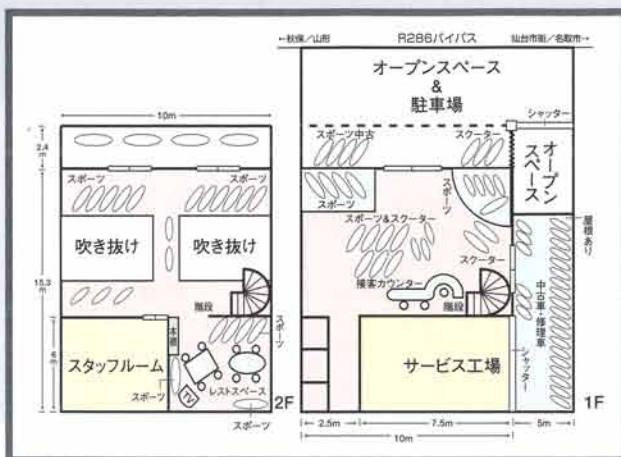 ←秋保／山形
R286バイパス
仙台市街／名取市→
オープンスペース
&
駐車場
シャッター
オープン
スペース
スポーツ中古
スクーター
スポーツ
スポーツ
スポーツ&スクーター
スクーター
接客カウンター
階段
屋根あり
中古車・修理車
サービス工場
シャッター
1F
2.5m
7.5m
5m
10m
10m
2.4m
15.3m
6m
スポーツ
スポーツ
吹き抜け
吹き抜け
階段
本棚
スポーツ
スタッフルーム
スポーツ
TV
レストスペース
スポーツ
2F